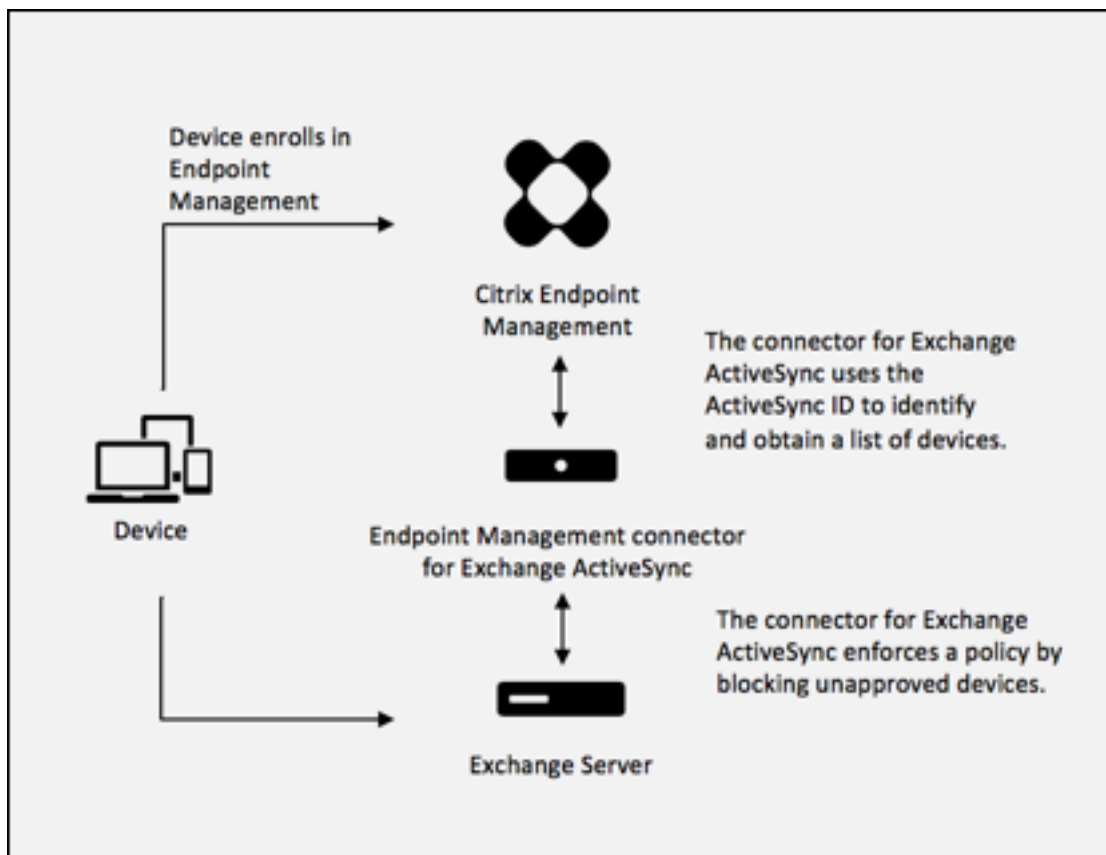 Device enrolls in
Endpoint
Management
Citrix Endpoint
Management
The connector for Exchange
ActiveSync uses the
ActiveSync ID to identify
and obtain a list of devices.
Device
Endpoint Management connector
for Exchange ActiveSync
The connector for Exchange
ActiveSync enforces a policy by
blocking unapproved devices.
Exchange Server